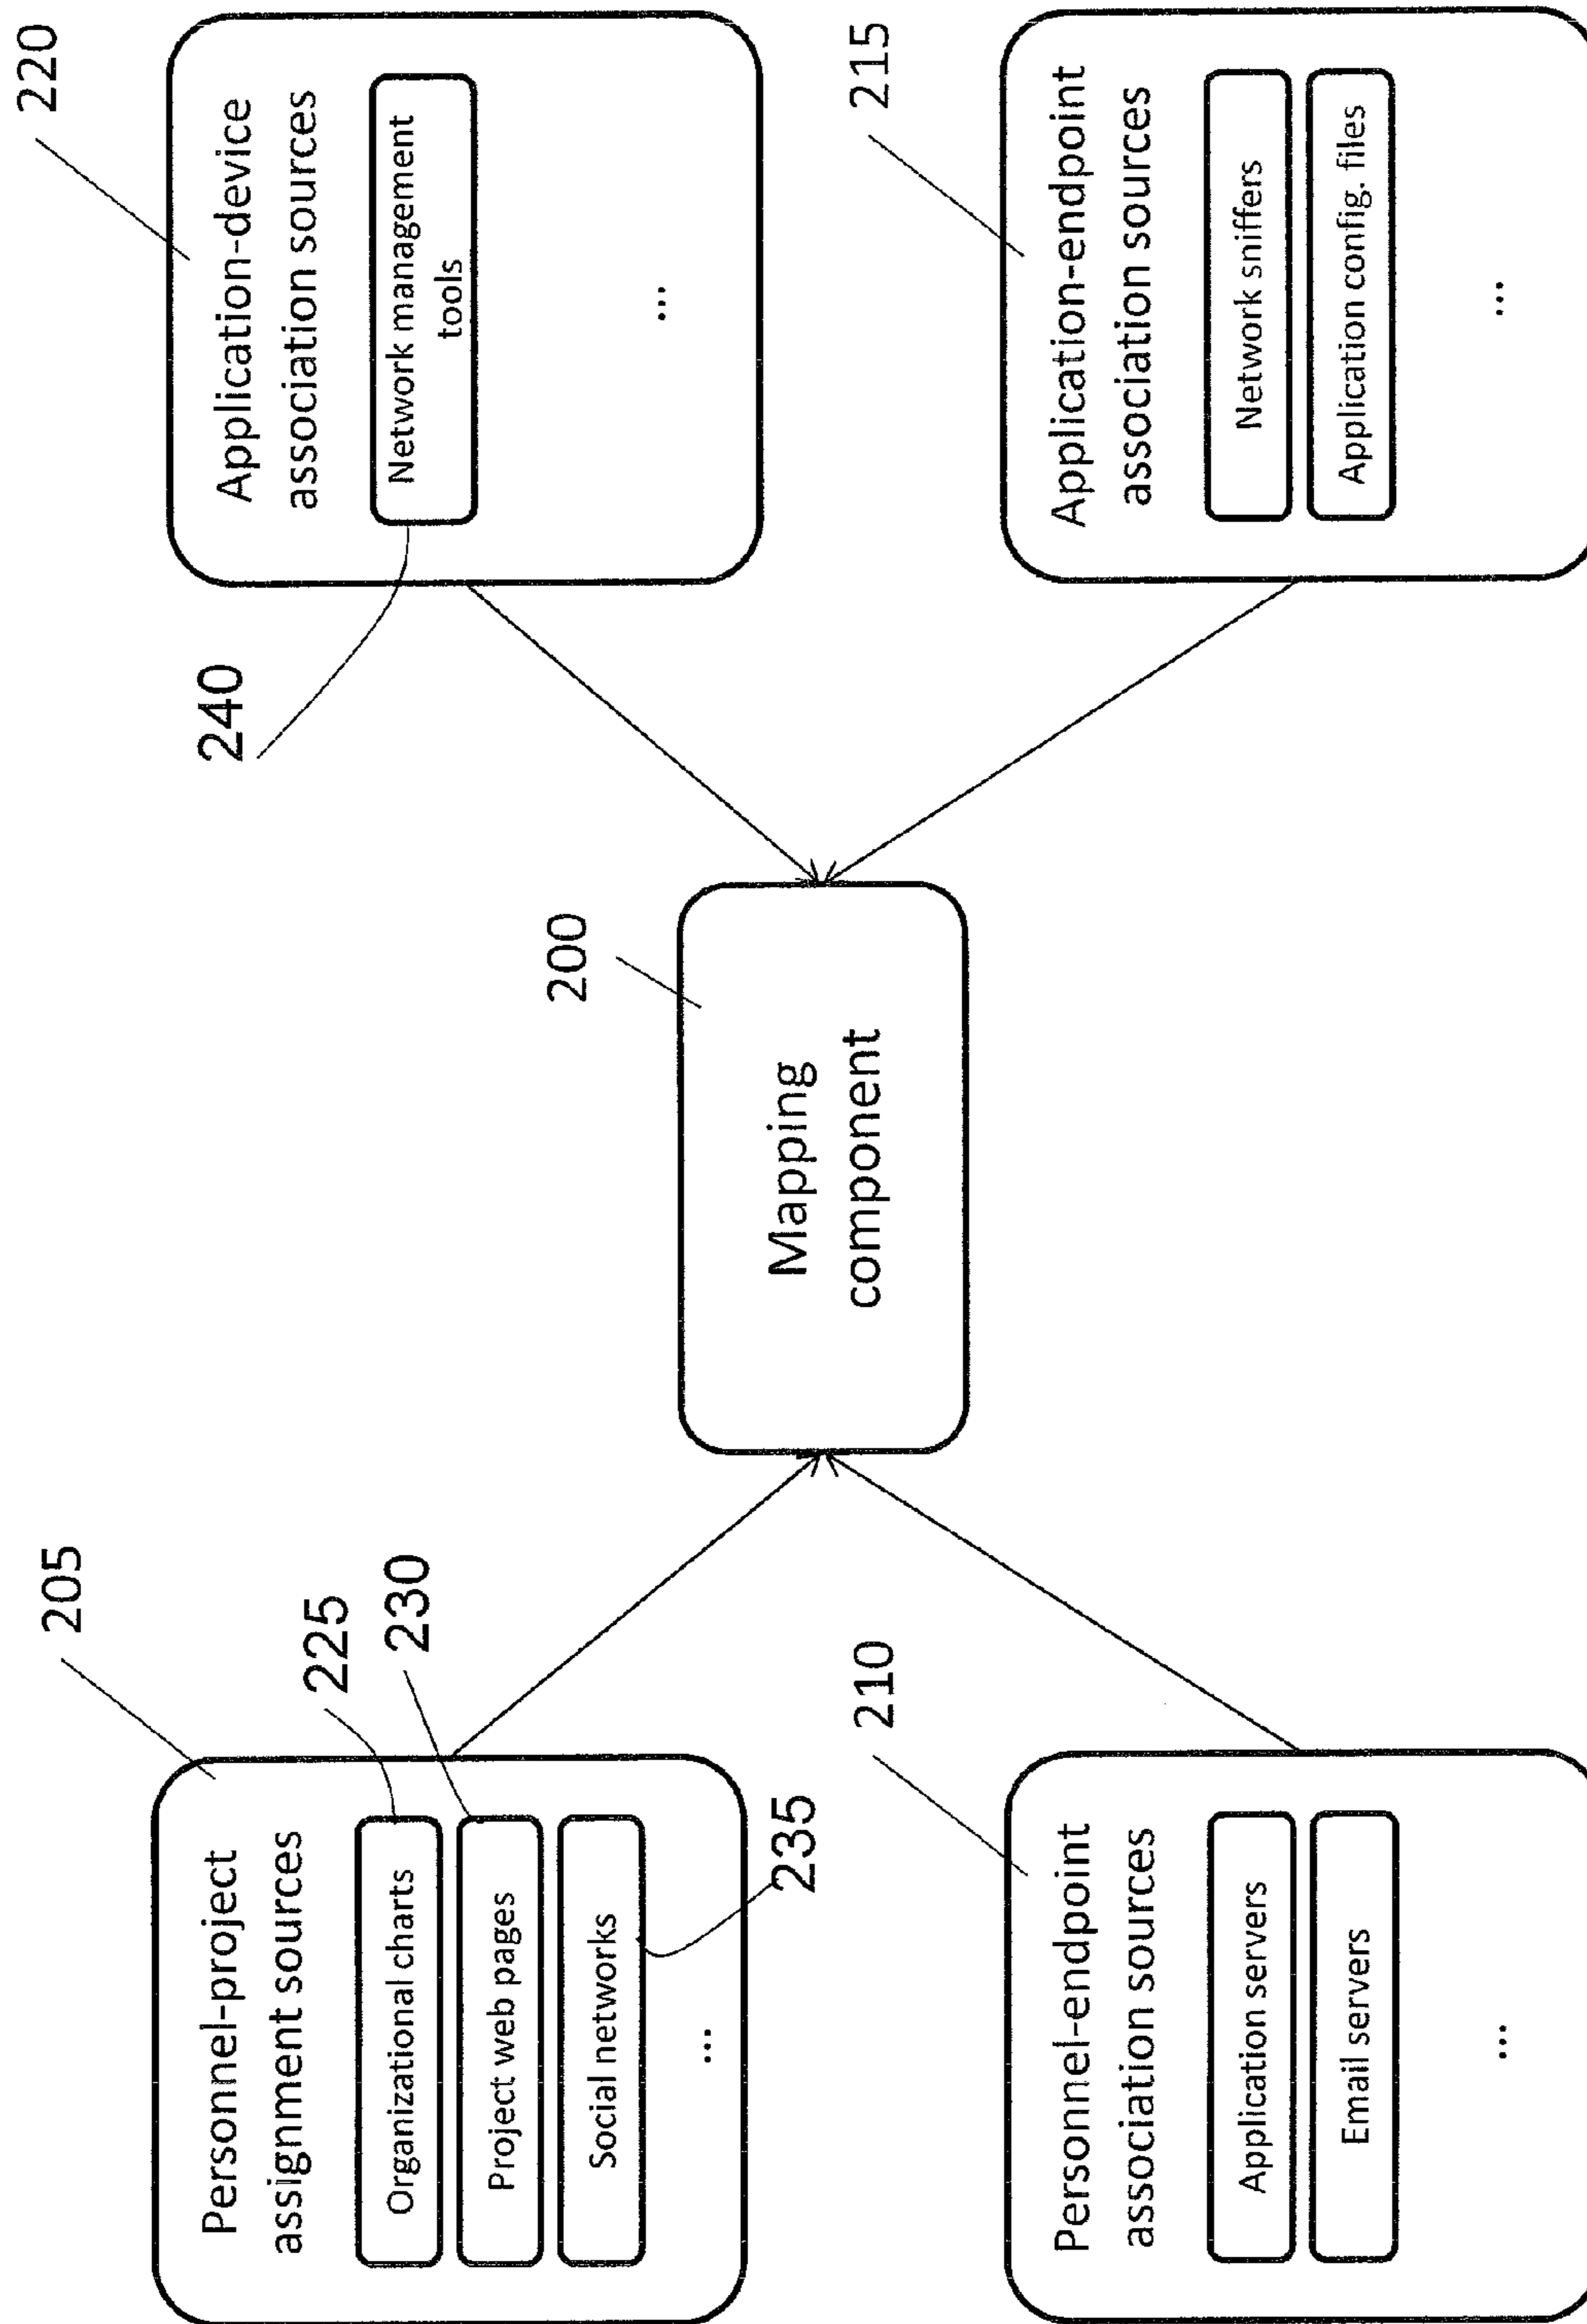 205
Personnel-project
assignment sources
225
Organizational charts
230
Project web pages
Social networks
235
...
210
Personnel-endpoint
association sources
Application servers
Email servers
...
200
Mapping
component
220
Application-device
association sources
240
Network management
tools
...
215
Application-endpoint
association sources
Network sniffers
Application config. files
...